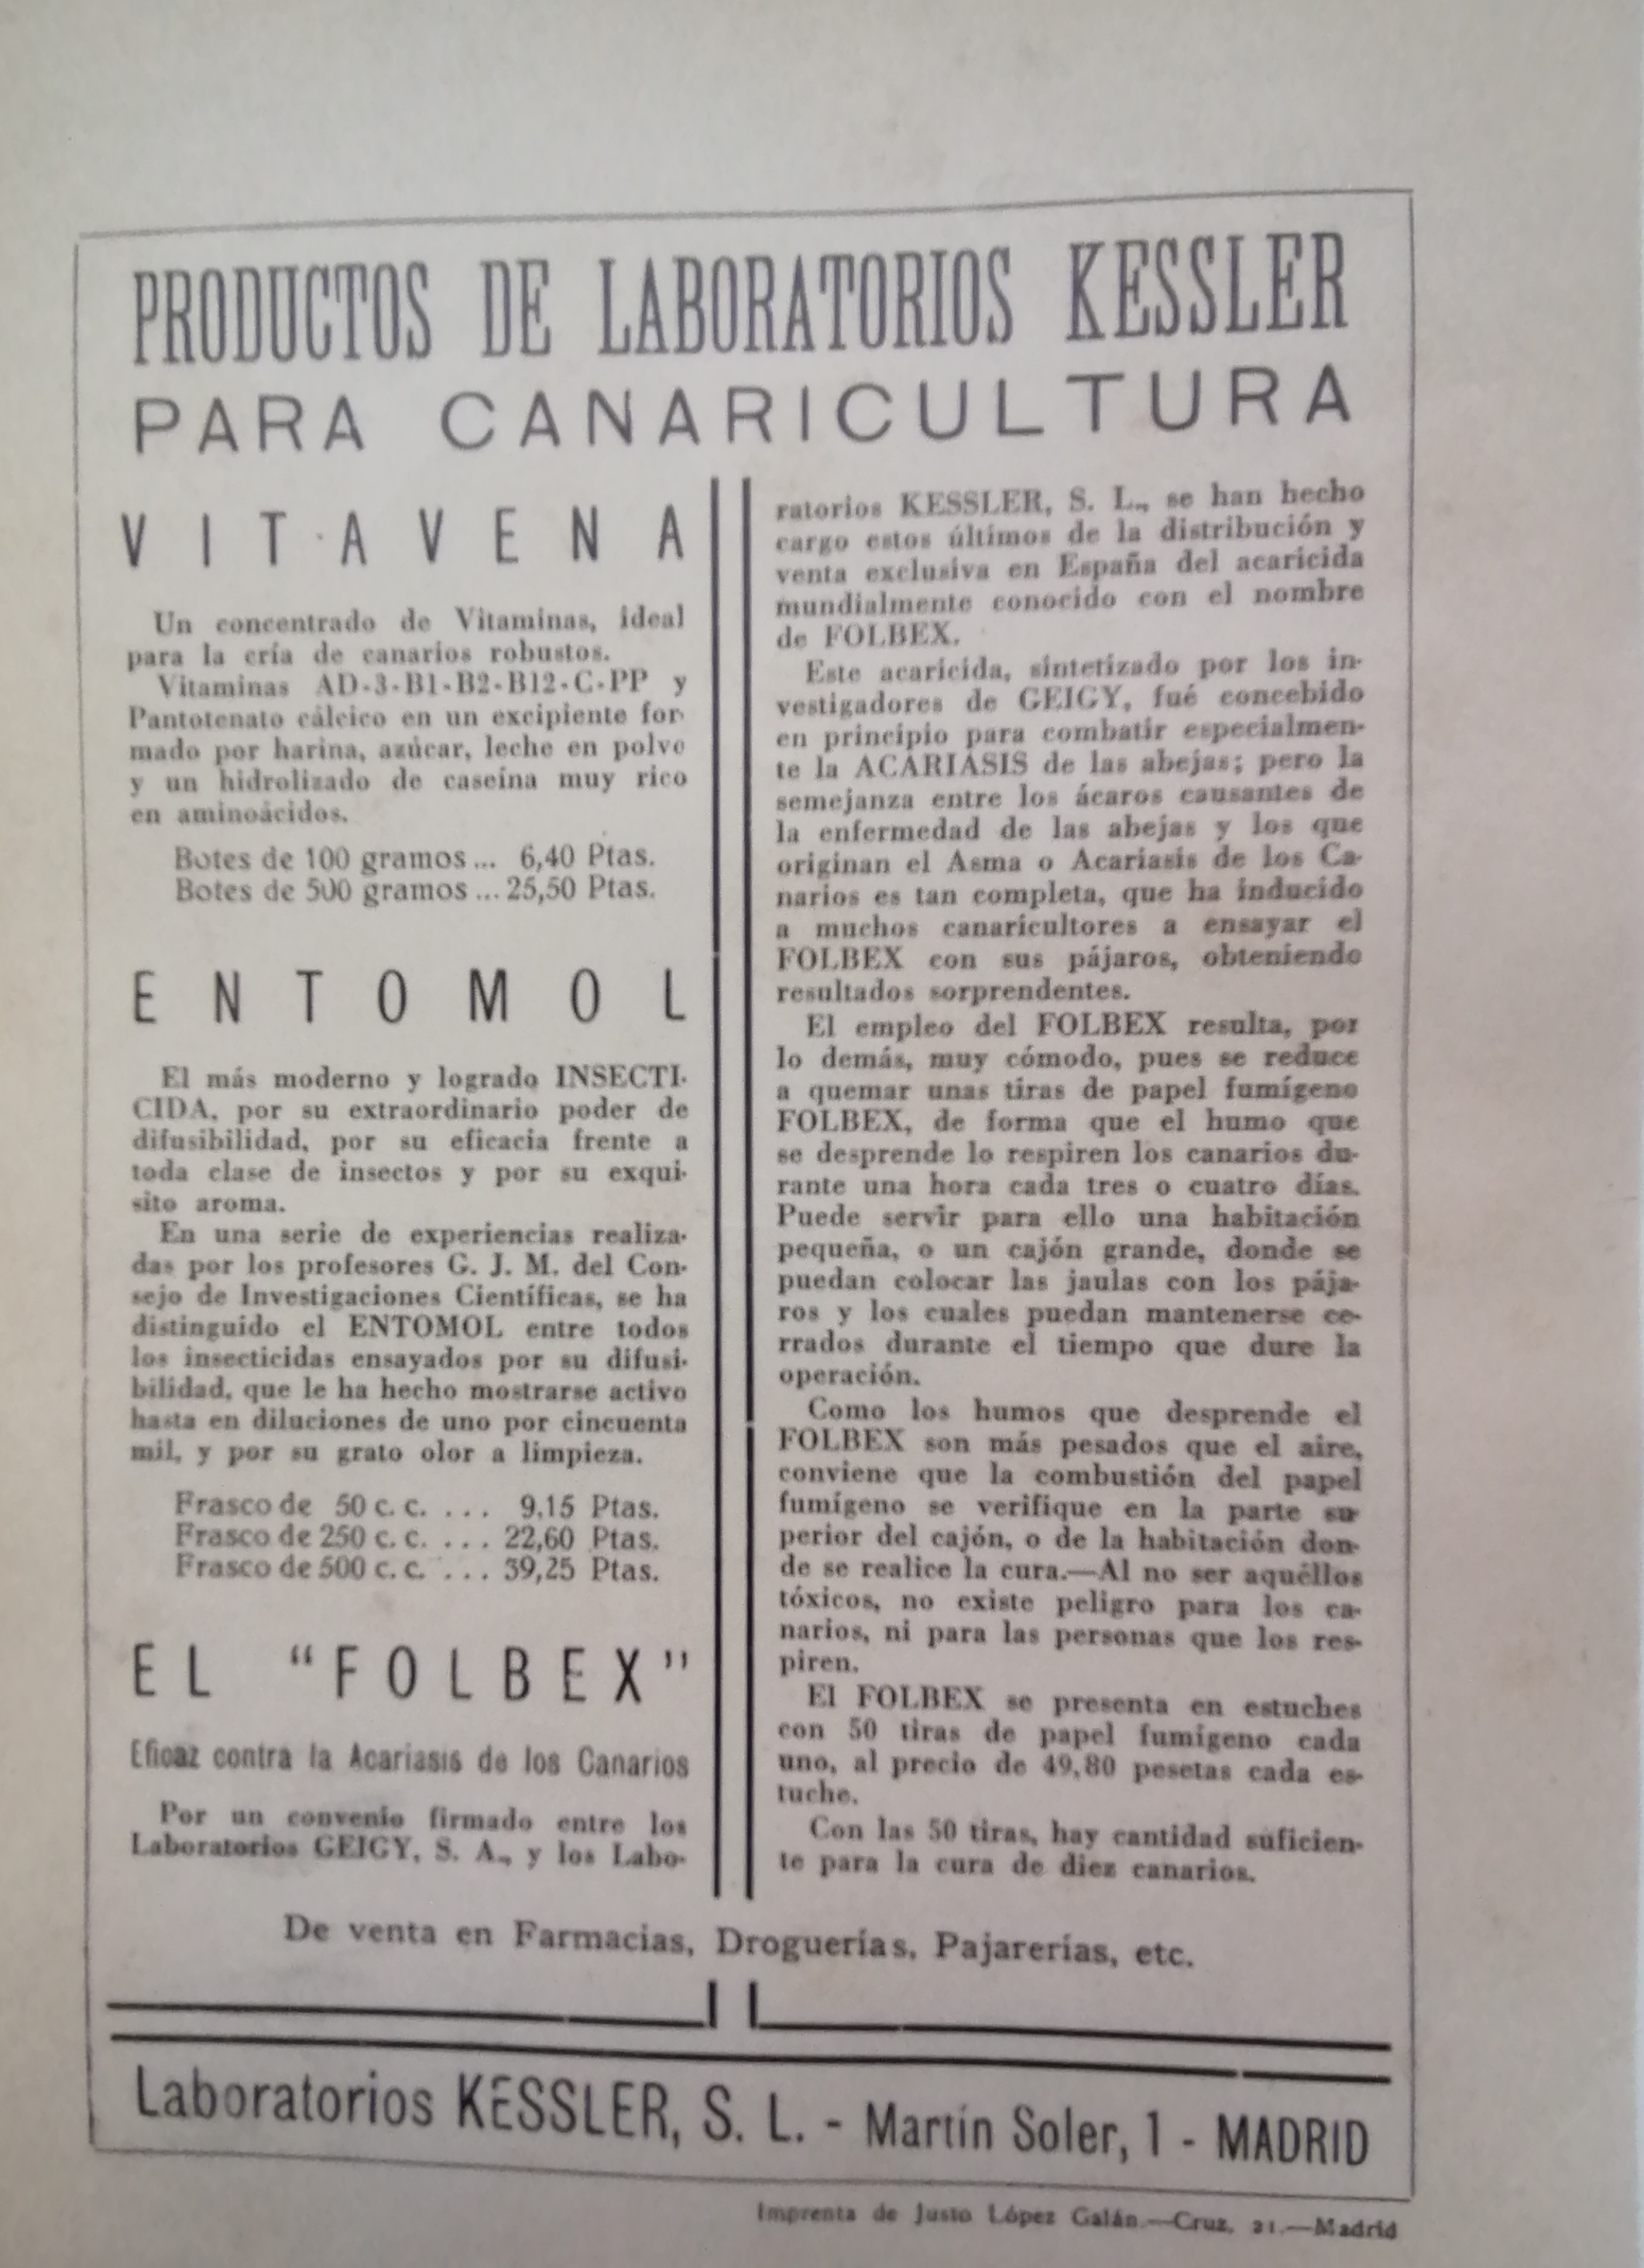 PRODUCTOS DE LABORATORIOS KESSLER
PARA CANARICULTURA
VITAVENA
Un concentrado de Vitaminas, ideal
para la cría de canarios robustos.
Vitaminas AD-3-B1-B2-B12-C-PP y
Pantotenato cálcico en un excipiente for-
mado por harina, azúcar, leche en polvo
y un hidrolizado de caseína muy rico
en aminoácidos.
Botes de 100 gramos ... 6,40 Ptas.
Botes de 500 gramos ... 25,50 Ptas.
ENTOMOL
El más moderno y logrado INSECTI-
CIDA, por su extraordinario poder de
difusibilidad, por su eficacia frente a
toda clase de insectos y por su exqui-
sito aroma.
En una serie de experiencias realiza-
das por los profesores G. J. M. del Con-
sejo de Investigaciones Científicas, se ha
distinguido el ENTOMOL entre todos
los insecticidas ensayados por su difusi-
bilidad, que le ha hecho mostrarse activo
hasta en diluciones de uno por cincuenta
mil, y por su grato olor a limpieza.
Frasco de 50 c. c. ... 9,15 Ptas.
Frasco de 250 c. c. ... 22,60 Ptas.
Frasco de 500 c. c. ... 39,25 Ptas.
EL "FOLBEX"
Eficaz contra la Acariasis de los Canarios
Por un convenio firmado entre los
Laboratorios GEIGY, S. A., y los Labo-
ratorios KESSLER, S. L., se han hecho
cargo estos últimos de la distribución y
venta exclusiva en España del acaricida
mundialmente conocido con el nombre
de FOLBEX.
Este acaricida, sintetizado por los in-
vestigadores de GEIGY, fué concebido
en principio para combatir especialmen-
te la ACARIASIS de las abejas; pero la
semejanza entre los ácaros causantes de
la enfermedad de las abejas y los que
originan el Asma o Acariasis de los Ca-
narios es tan completa, que ha inducido
a muchos canaricultores a ensayar el
FOLBEX con sus pájaros, obteniendo
resultados sorprendentes.
El empleo del FOLBEX resulta, por
lo demás, muy cómodo, pues se reduce
a quemar unas tiras de papel fumígeno
FOLBEX, de forma que el humo que
se desprende lo respiren los canarios du-
rante una hora cada tres o cuatro días.
Puede servir para ello una habitación
pequeña, o un cajón grande, donde se
puedan colocar las jaulas con los pája-
ros y los cuales puedan mantenerse ce-
rrados durante el tiempo que dure la
operación.
Como los humos que desprende el
FOLBEX son más pesados que el aire,
conviene que la combustión del papel
fumígeno se verifique en la parte su-
perior del cajón, o de la habitación don-
de se realice la cura.—Al no ser aquéllos
tóxicos, no existe peligro para los ca-
narios, ni para las personas que los res-
piren.
El FOLBEX se presenta en estuches
con 50 tiras de papel fumígeno cada
uno, al precio de 49,80 pesetas cada es-
tuche.
Con las 50 tiras, hay cantidad suficien-
te para la cura de diez canarios.
De venta en Farmacias, Droguerías, Pajarerías, etc.
Laboratorios KESSLER, S. L. - Martín Soler, 1 - MADRID
Imprenta de Justo López Galán.—Cruz, 21.—Madrid